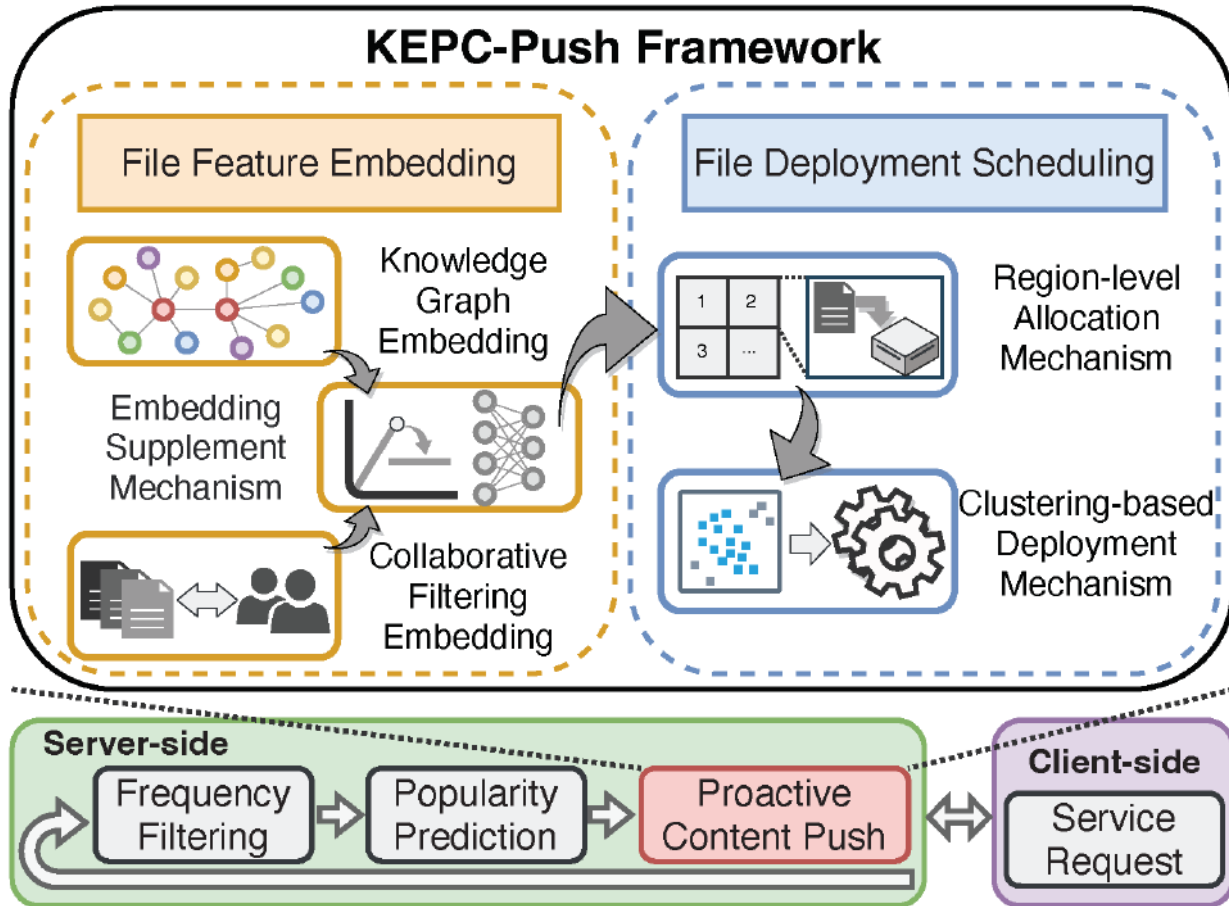 KEPC-Push Framework
File Feature Embedding
File Deployment Scheduling
Knowledge
Graph
Embedding
Embedding
Supplement
Mechanism
Collaborative
Filtering
Embedding
1 2
3 ...
Region-level
Allocation
Mechanism
Clustering-based
Deployment
Mechanism
Server-side
Frequency
Filtering
Popularity
Prediction
Proactive
Content Push
Client-side
Service
Request